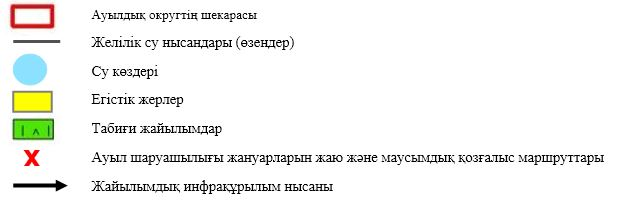 Ауылдық округтің шекарасы
Желілік су нысандары (өзендер)
Су көздері
Егістік жерлер
Табиғи жайылымдар
Ауыл шаруашылығы жануарларын жаю және маусымдық қозғалыс маршруттары
Жайылымдық инфрақұрылым нысаны